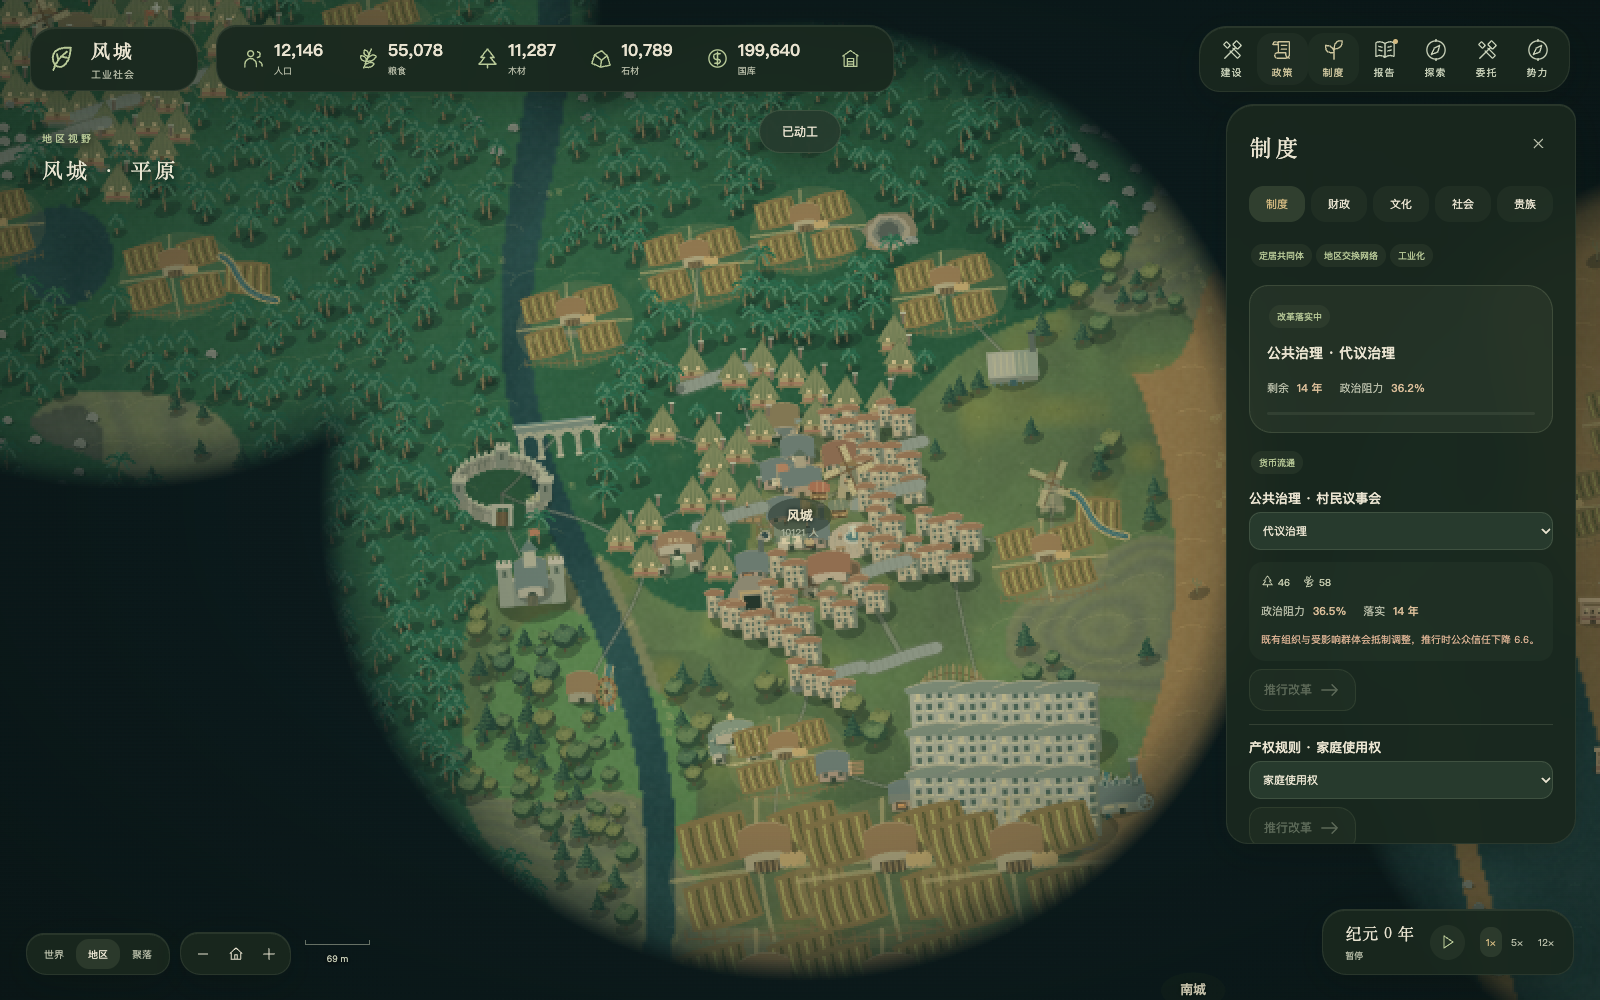 风城
工业社会
12,146
人口
55,078
粮食
11,287
木材
10,789
石材
199,640
国库
建设
政策
制度
报告
探索
委托
势力
地区视野
风城 · 平原
已动工
制度
制度
财政
文化
社会
贵族
定居共同体
地区交换网络
工业化
改革落实中
公共治理 · 代议治理
剩余 14 年 政治阻力 36.2%
货币流通
公共治理 · 村民议事会
代议治理
46 58
政治阻力 36.5% 落实 14 年
既有组织与受影响群体会抵制调整，推行时公众信任下降 6.6。
推行改革
产权规则 · 家庭使用权
家庭使用权
推行改革
风城
世界
地区
聚落
69 m
纪元 0 年
暂停
1×
5×
12×
南城